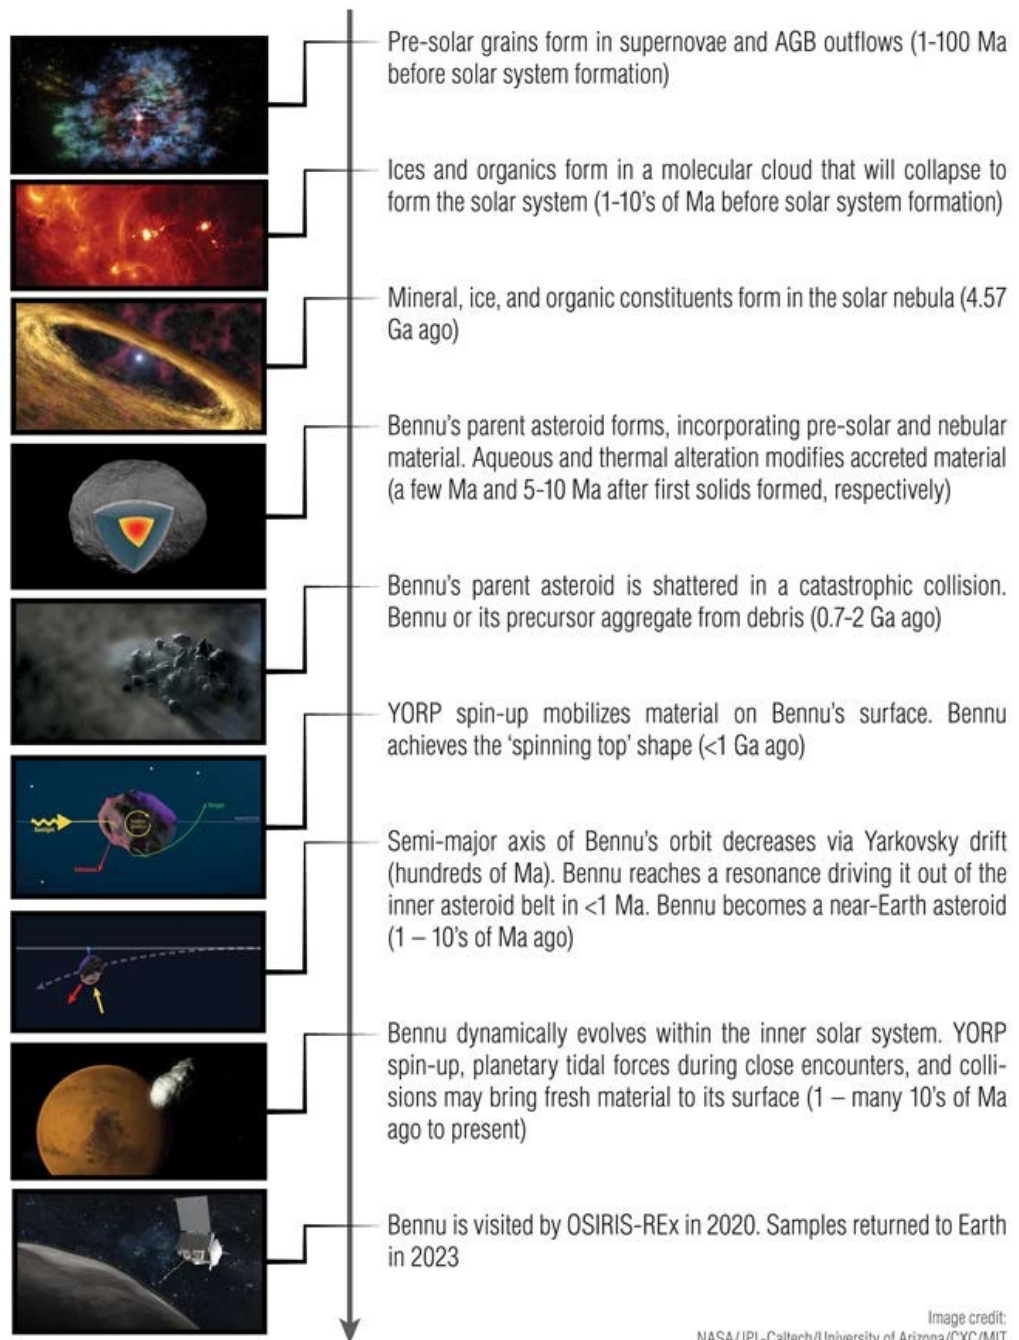 Pre-solar grains form in supernovae and AGB outflows (1-100 Ma
before solar system formation)
Ices and organics form in a molecular cloud that will collapse to
form the solar system (1-10's of Ma before solar system formation)
Mineral, ice, and organic constituents form in the solar nebula (4.57
Ga ago)
Bennu's parent asteroid forms, incorporating pre-solar and nebular
material. Aqueous and thermal alteration modifies accreted material
(a few Ma and 5-10 Ma after first solids formed, respectively)
Bennu's parent asteroid is shattered in a catastrophic collision.
Bennu or its precursor aggregate from debris (0.7-2 Ga ago)
YORP spin-up mobilizes material on Bennu's surface. Bennu
achieves the 'spinning top' shape (<1 Ga ago)
Sunlight
Semi-major axis of Bennu's orbit decreases via Yarkovsky drift
(hundreds of Ma). Bennu reaches a resonance driving it out of the
inner asteroid belt in <1 Ma. Bennu becomes a near-Earth asteroid
(1 – 10's of Ma ago)
Bennu dynamically evolves within the inner solar system. YORP
spin-up, planetary tidal forces during close encounters, and colli-
sions may bring fresh material to its surface (1 – many 10's of Ma
ago to present)
Bennu is visited by OSIRIS-REx in 2020. Samples returned to Earth
in 2023
Image credit:
NASA/JPL-Caltech/University of Arizona/CXC/MIT